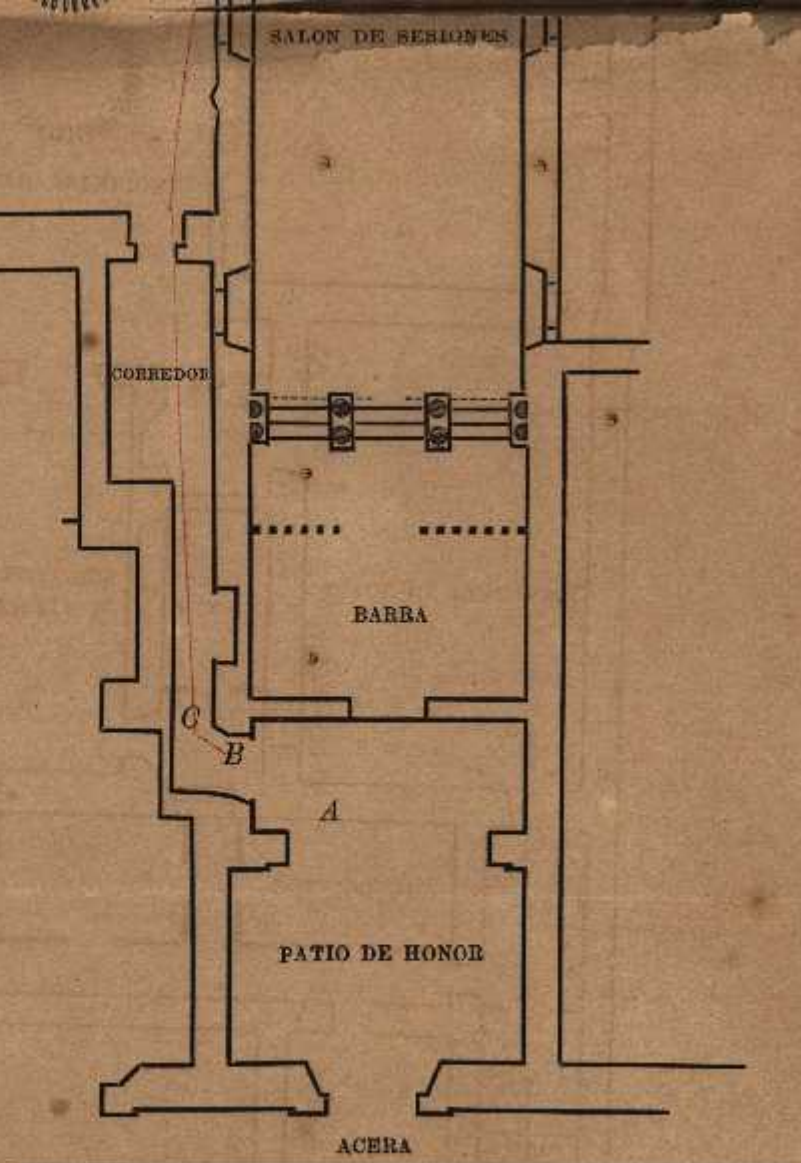 SALON DE SESIONES
CORREDOR
BARRA
C
B
A
PATIO DE HONOR
ACERA